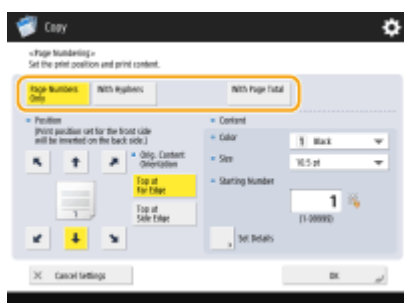 Copy
<Page Numbering>
Set the print position and print content.
Page Numbers
Only
With Hyphens
With Page Total
Position
(Print position set for the front side
will be inverted on the back side.)
Orig. Content
Orientation
Top at
Far Edge
Top at
Side Edge
1
Content
Color
1 Black
Size
10.5 pt
Starting Number
1
(1-99999)
Set Details
Cancel Settings
OK